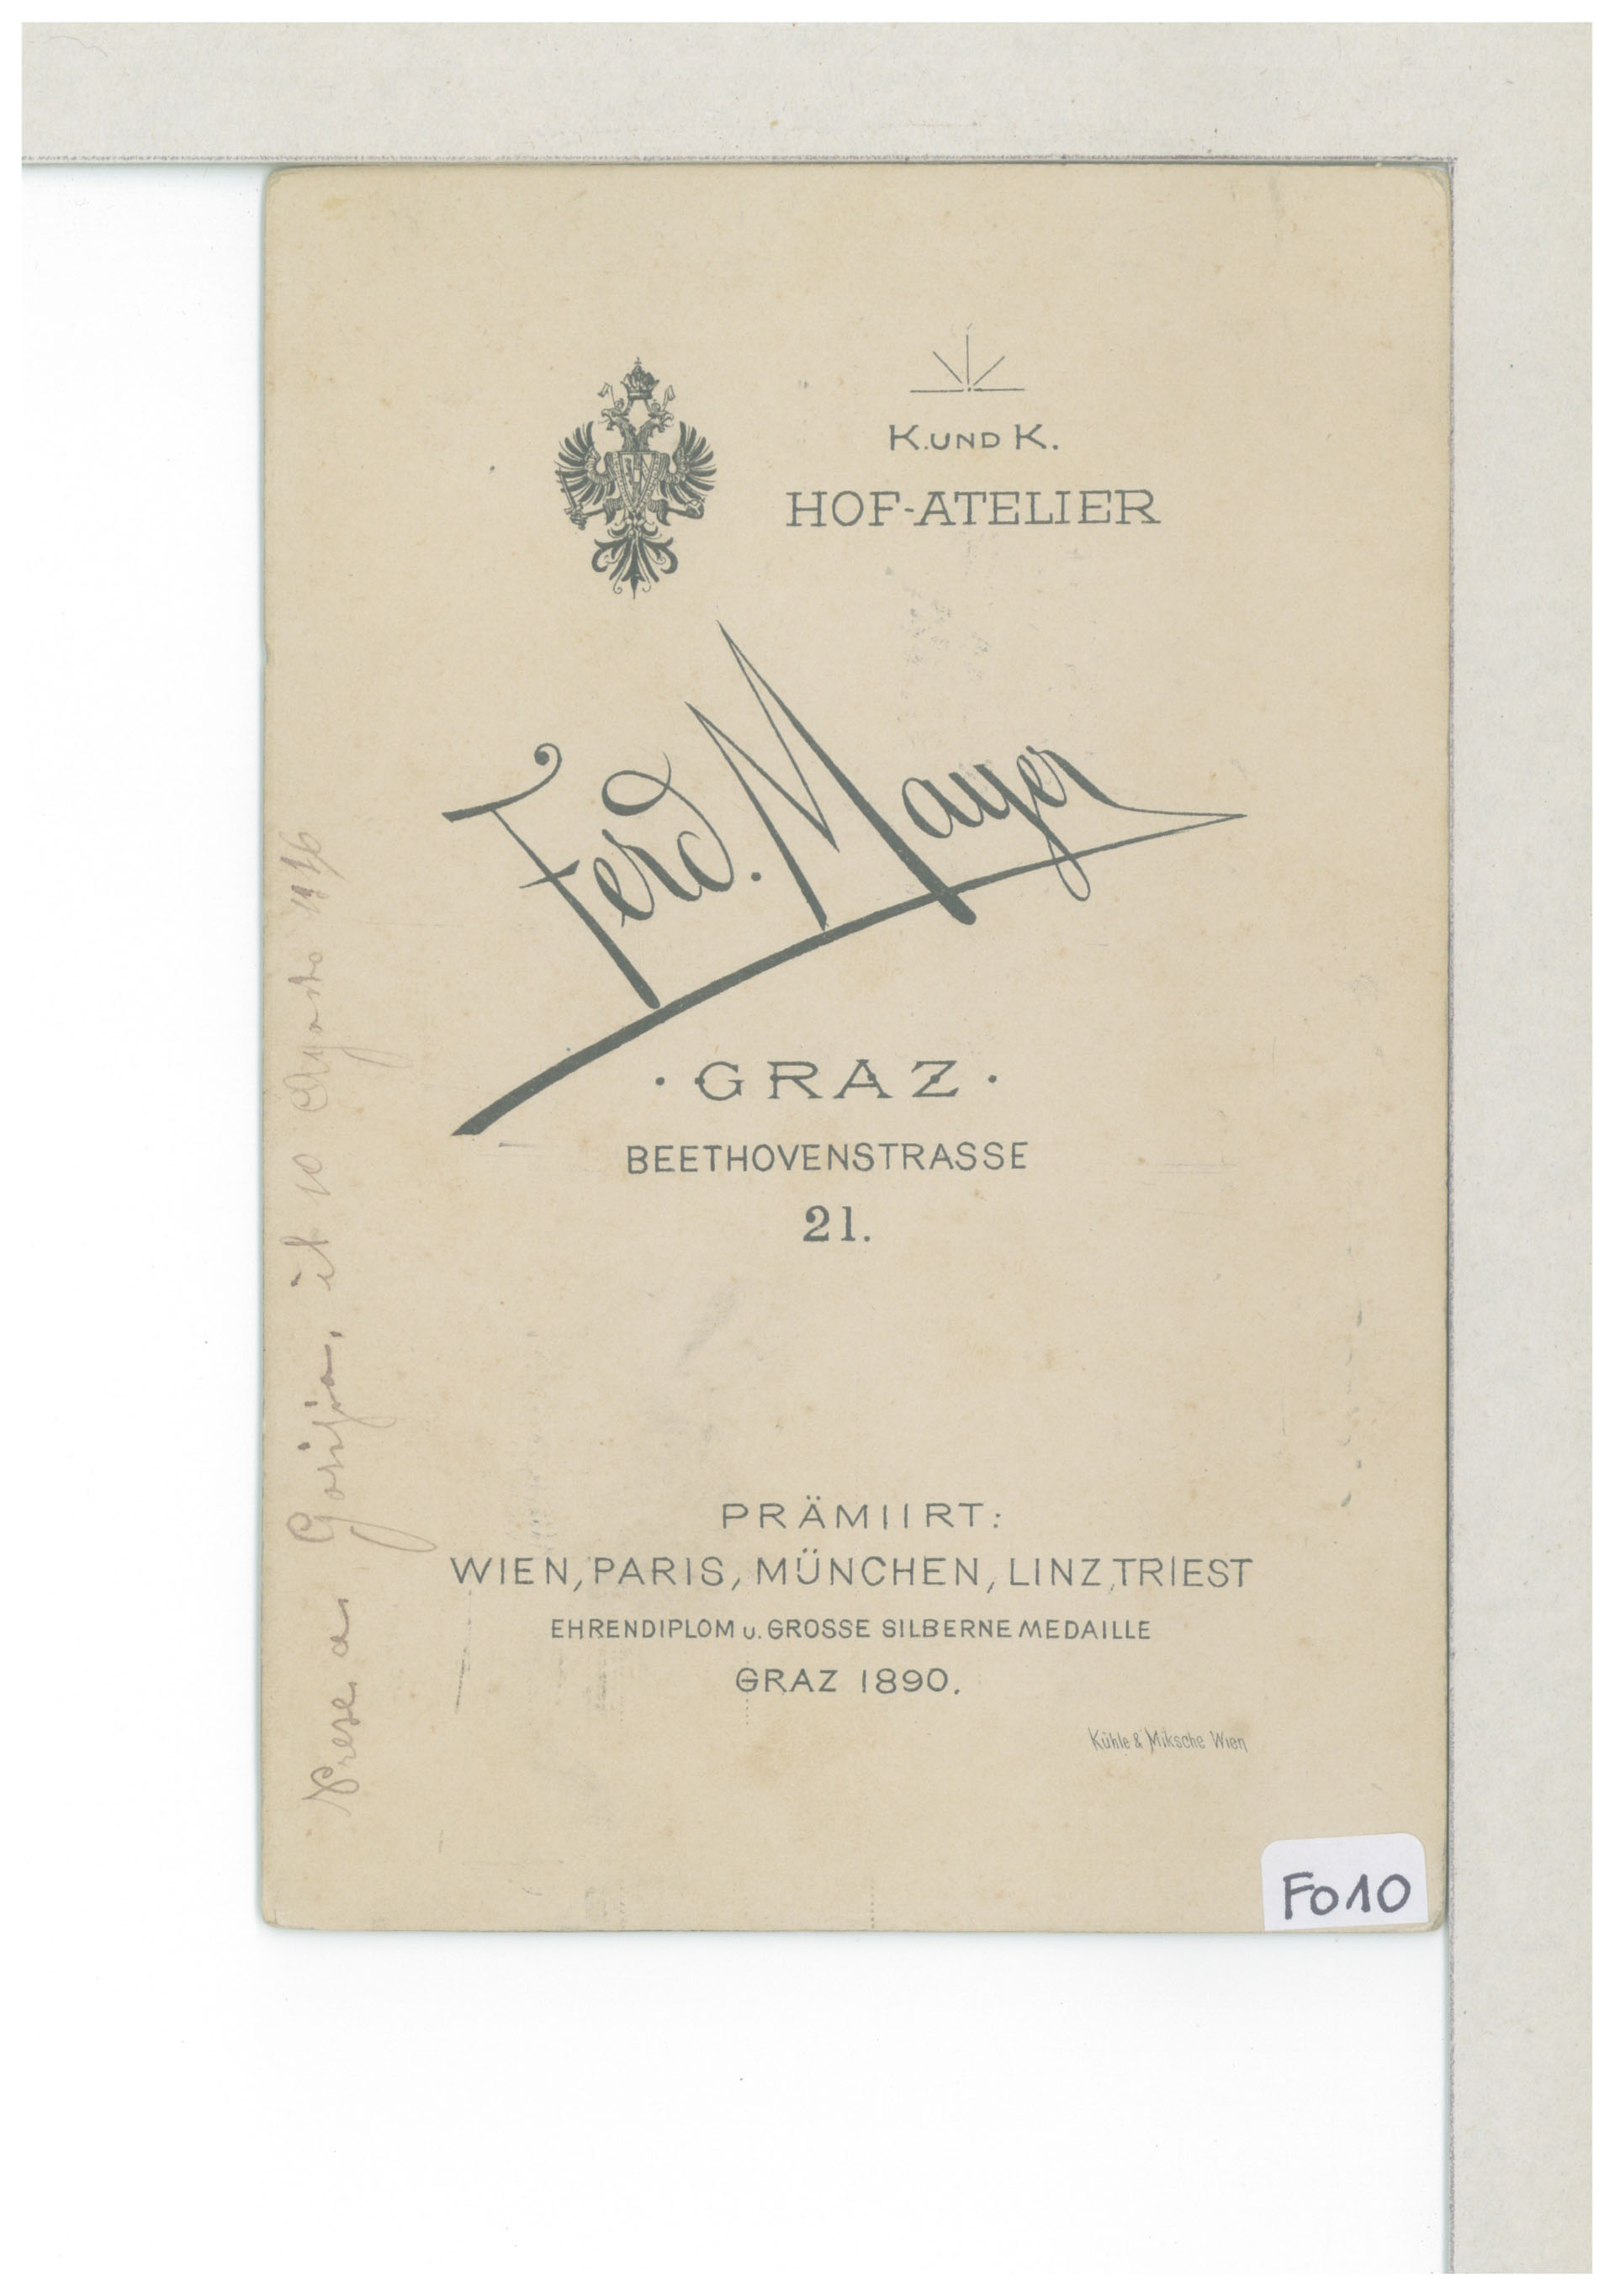 K. UND K.
HOF-ATELIER
Ferd. Mayer
· GRAZ ·
BEETHOVENSTRASSE
21.
PRÄMIIRT:
WIEN, PARIS, MÜNCHEN, LINZ, TRIEST
EHRENDIPLOM u. GROSSE SILBERNE MEDAILLE
GRAZ 1890.
Kühle & Miksche Wien
Presa a Gorizia, il 10 Agosto
FO10